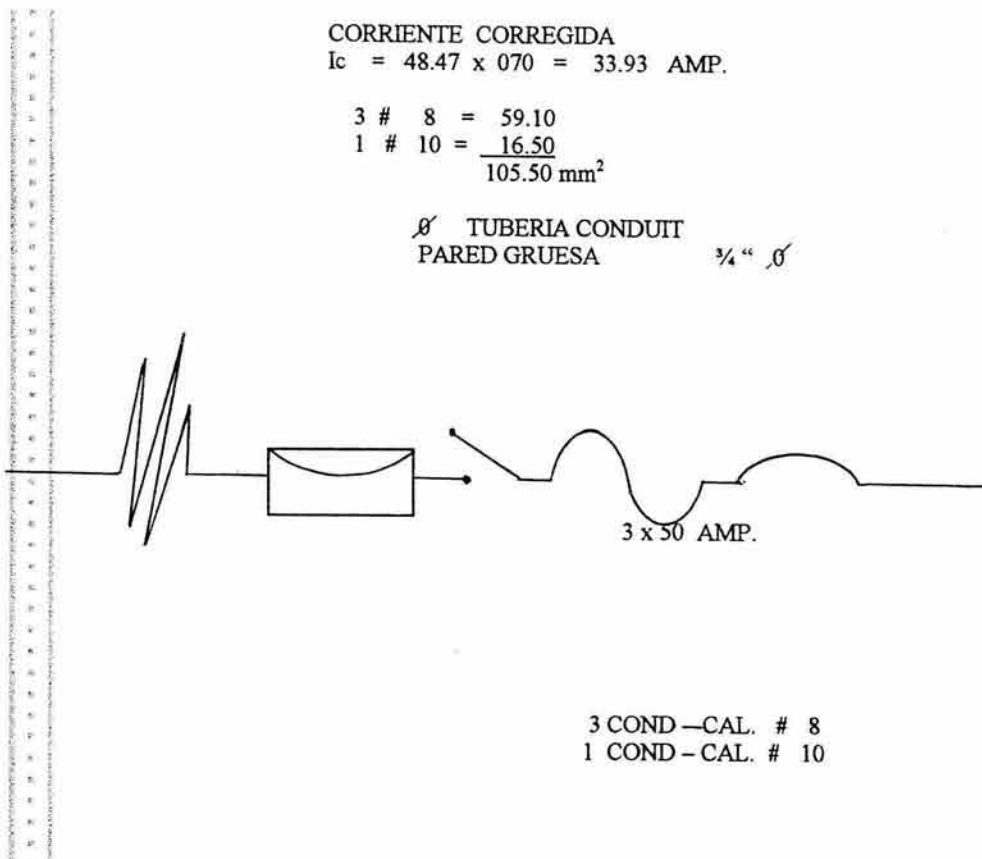 CORRIENTE CORREGIDA
Ic = 48.47 x 070 = 33.93 AMP.
3 # 8 = 59.10
1 # 10 = 16.50
105.50 mm²
Ø TUBERIA CONDUIT
PARED GRUESA ¾ “ Ø
3 x 50 AMP.
3 COND –CAL. # 8
1 COND – CAL. # 10